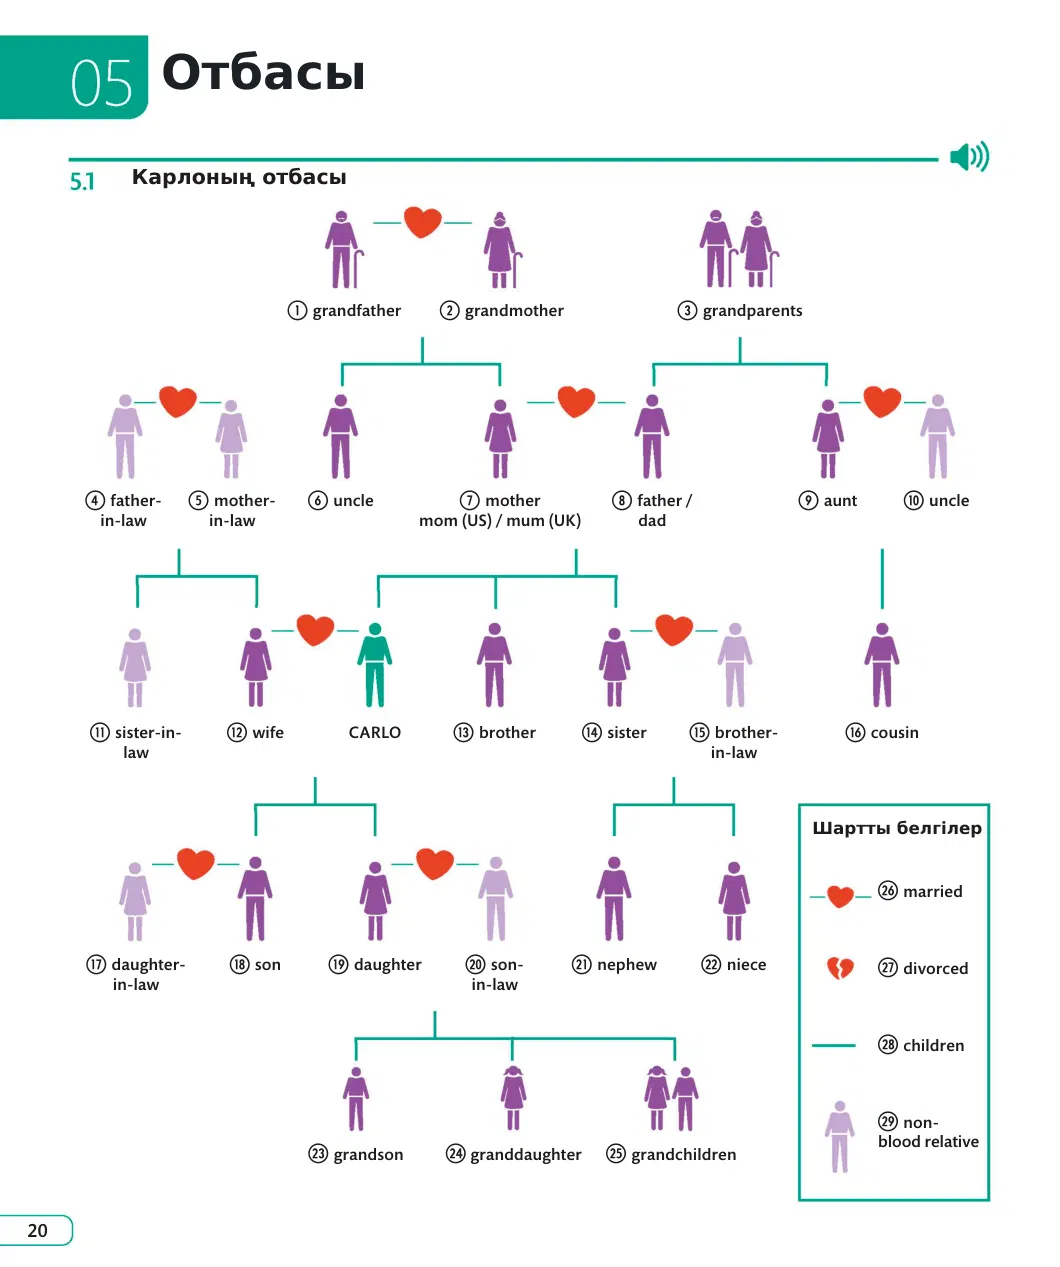 05 Отбасы
5.1 Карлоның отбасы
① grandfather ② grandmother ③ grandparents
④ father- ⑤ mother- ⑥ uncle ⑦ mother ⑧ father / ⑨ aunt ⑩ uncle
in-law in-law mom (US) / mum (UK) dad
⑪ sister-in- ⑫ wife CARLO ⑬ brother ⑭ sister ⑮ brother- ⑯ cousin
law in-law
Шартты белгілер
㉖ married
㉗ divorced
㉘ children
㉙ non-
blood relative
⑰ daughter- ⑱ son ⑲ daughter ⑳ son- ㉑ nephew ㉒ niece
in-law in-law
㉓ grandson ㉔ granddaughter ㉕ grandchildren
20